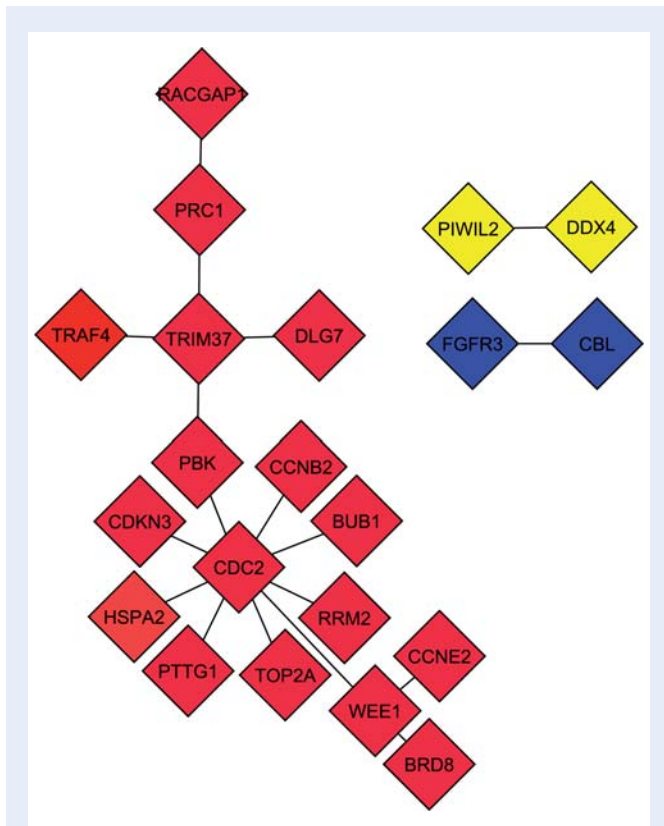 RACGAP1
PRC1
PIWIL2
DDX4
TRAF4
TRIM37
DLG7
FGFR3
CBL
PBK
CCNB2
CDKN3
BUB1
CDC2
HSPA2
RRM2
PTTG1
TOP2A
CCNE2
WEE1
BRD8